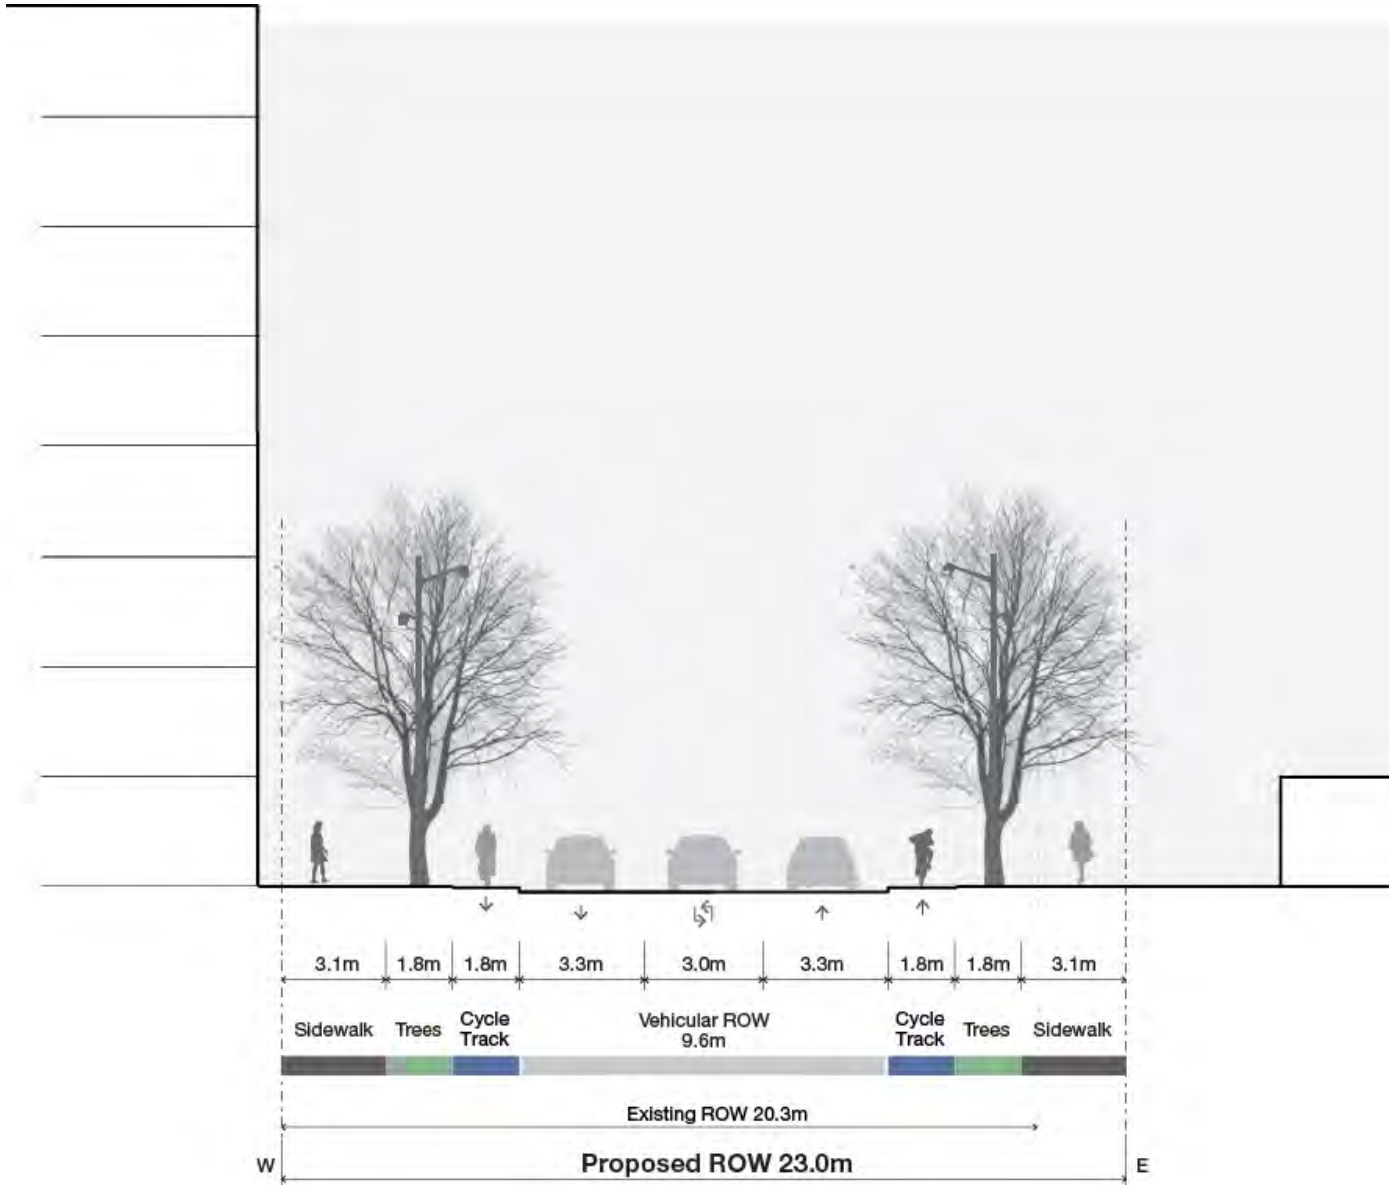 3.1m 1.8m 1.8m 3.3m 3.0m 3.3m 1.8m 1.8m 3.1m
Sidewalk Trees Cycle Track Vehicular ROW 9.6m Cycle Track Trees Sidewalk
Existing ROW 20.3m
W Proposed ROW 23.0m E